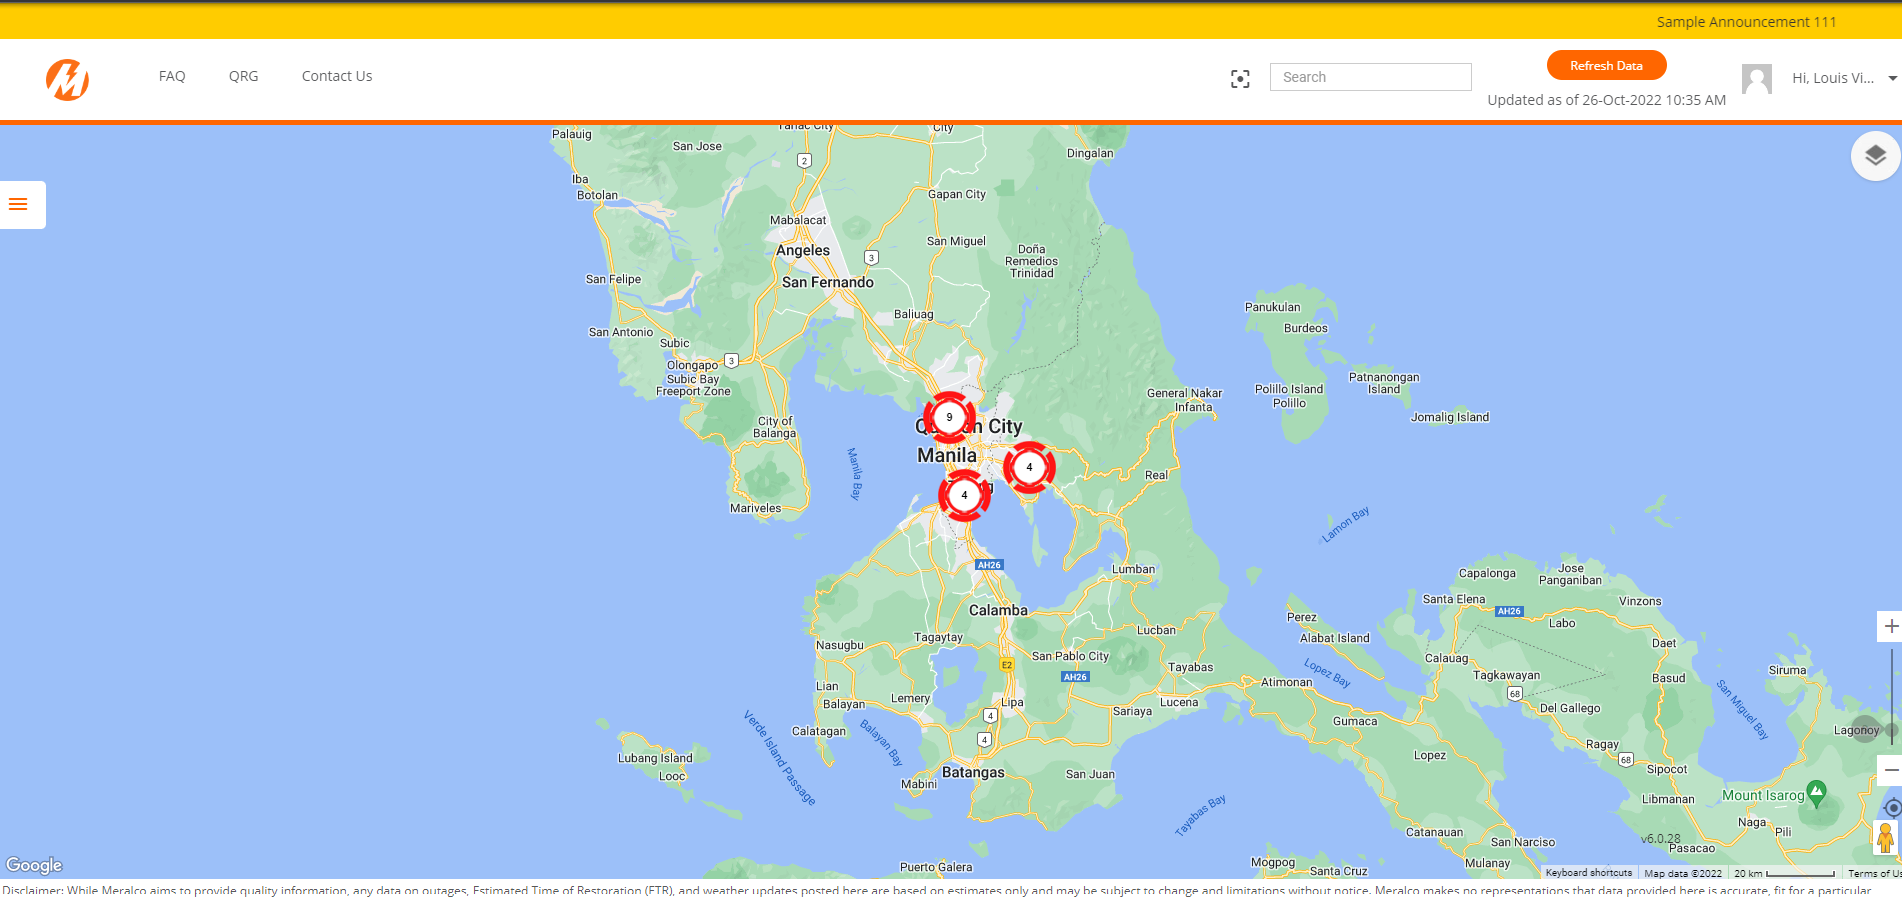 Sample Announcement 111
FAQ
QRG
Contact Us
Search
Refresh Data
Updated as of 26-Oct-2022 10:35 AM
Hi, Louis Vi...
Palauig
Tarlac City
City
San Jose
2
Dingalan
Iba
Botolan
Gapan City
Mabalacat
Angeles
San Miguel
3
Doña
Remedios
Trinidad
San Felipe
San Fernando
Panukulan
Baliuag
Burdeos
San Antonio
Subic
Olongapo
3
Subic Bay
Freeport Zone
Patnanongan
Island
Polillo Island
Polillo
General Nakar
Infanta
Jomalig Island
City of
Balanga
9
City
Manila
Manila Bay
4
Real
4
Mariveles
Lamon Bay
AH26
Lumban
Capalonga
Jose
Panganiban
Santa Elena
AH26
Vinzons
Calamba
Perez
Labo
Lucban
Alabat Island
Tagaytay
Nasugbu
Daet
San Pablo City
E2
Calauag
Tayabas
Lopez Bay
Siruma
AH26
Tagkawayan
Basud
Atimonan
68
Lian
Lemery
Lipa
Lucena
San Miguel Bay
Balayan
Sariaya
Del Gallego
4
Gumaca
Verde Island Passage
Balayan Bay
Calatagan
Lagonoy
4
Ragay
Lubang Island
Lopez
68
Sipocot
Looc
Batangas
San Juan
Mabini
Mount Isarog
Libmanan
Tayabas Bay
Naga
Pili
Catanauan
v6.0.28
San Narciso
Pasacao
Puerto Galera
Mogpog
Santa Cruz
Mulanay
Google
Keyboard shortcuts
Map data ©2022
20 km
Terms of Us
Disclaimer: While Meralco aims to provide quality information, any data on outages, Estimated Time of Restoration (ETR), and weather updates posted here are based on estimates only and may be subject to change and limitations without notice. Meralco makes no representations that data provided here is accurate, fit for a particular